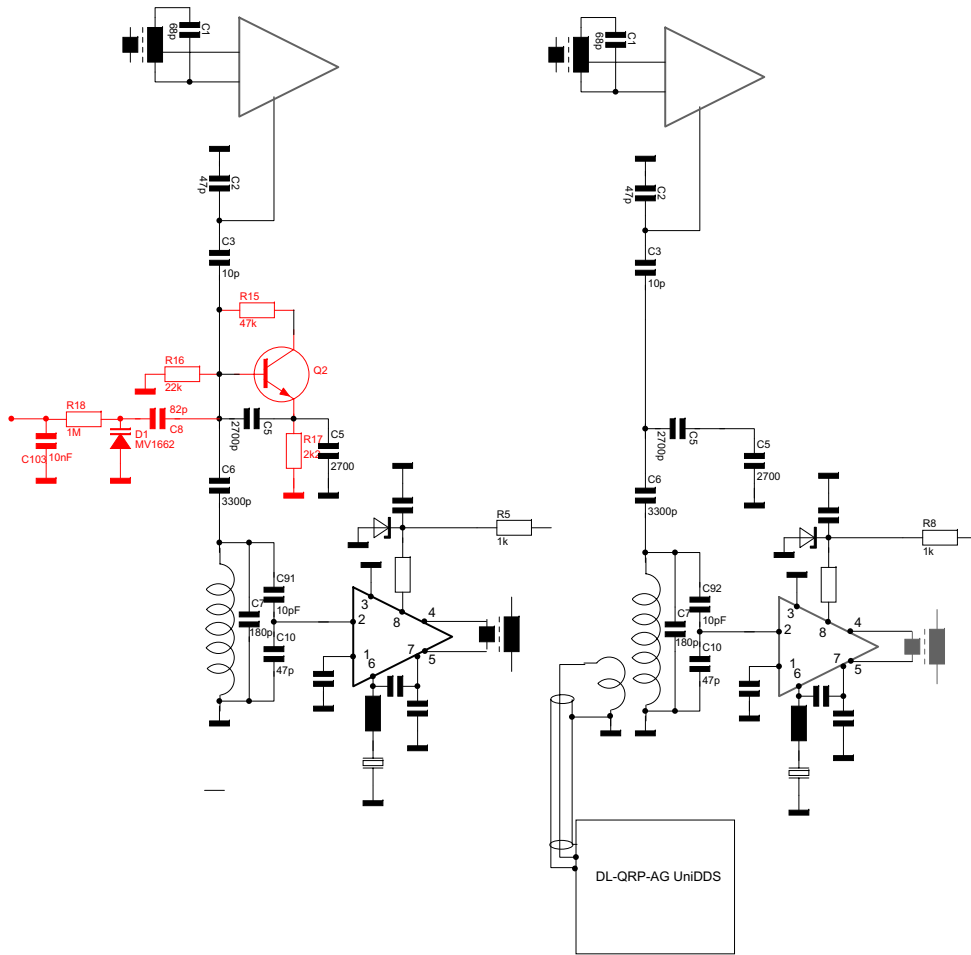 C1
68p
C2
47p
C3
10p
R15
47k
Q2
R16
22k
R18
1M
82p
C8
D1
MV1662
C103
10nF
C5
2700p
R17
2k2
C5
2700
C6
3300p
R5
1k
C91
10pF
C7
180p
C10
47p
3
8
4
2
1
6
7
5
C1
68p
C2
47p
C3
10p
C5
2700p
C5
2700
C6
3300p
R8
1k
C92
10pF
C7
180p
C10
47p
3
8
4
2
1
6
7
5
DL-QRP-AG UniDDS